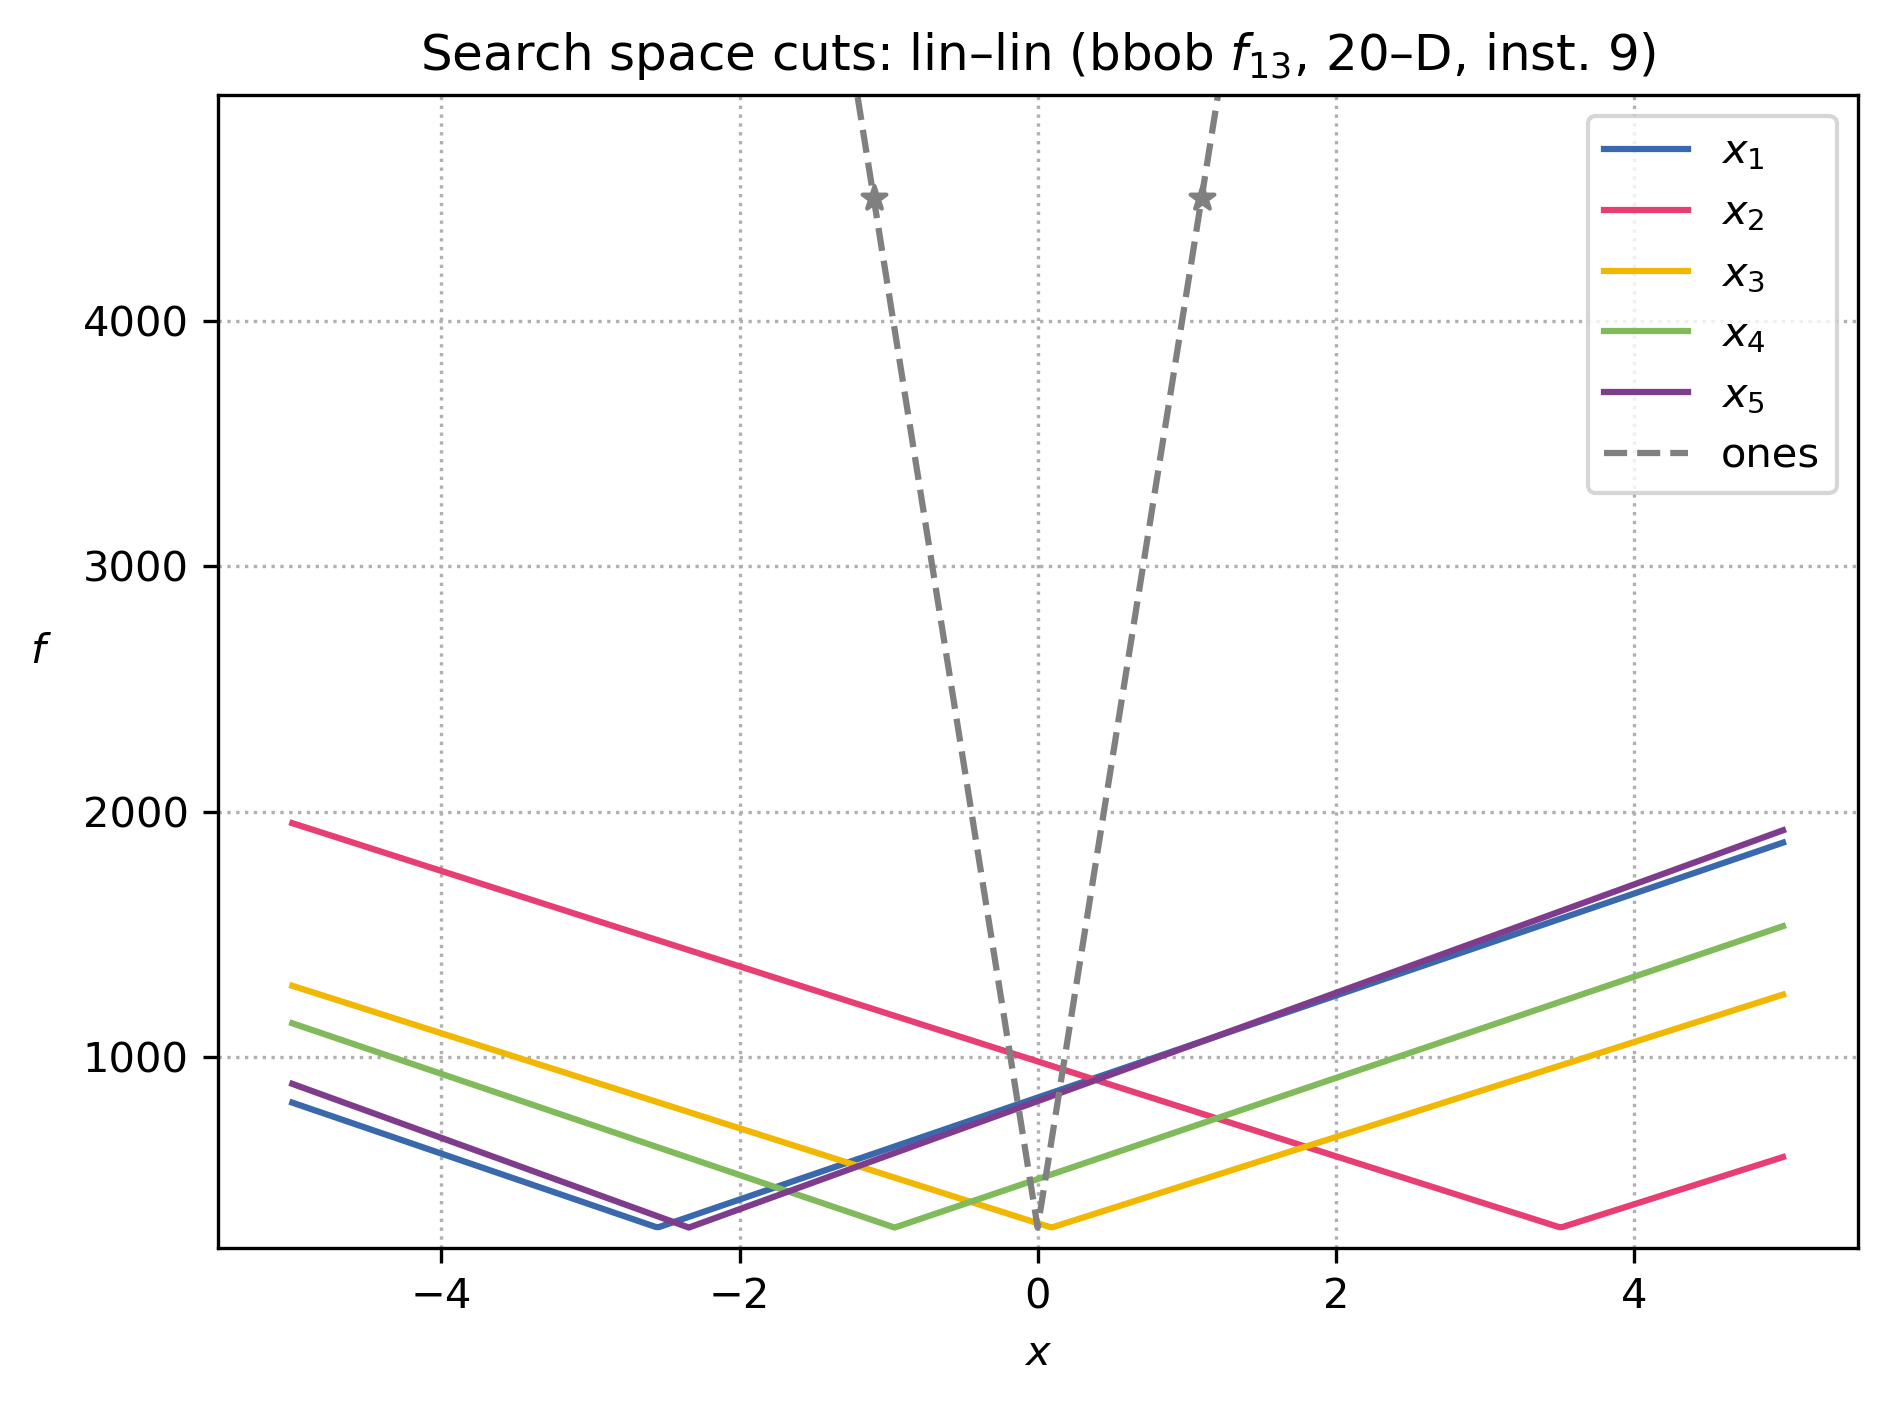 Search space cuts: lin–lin (bbob f₁₃, 20–D, inst. 9)
x₁
x₂
x₃
x₄
x₅
ones
4000
3000
2000
1000
f
−4 −2 0 2 4
x